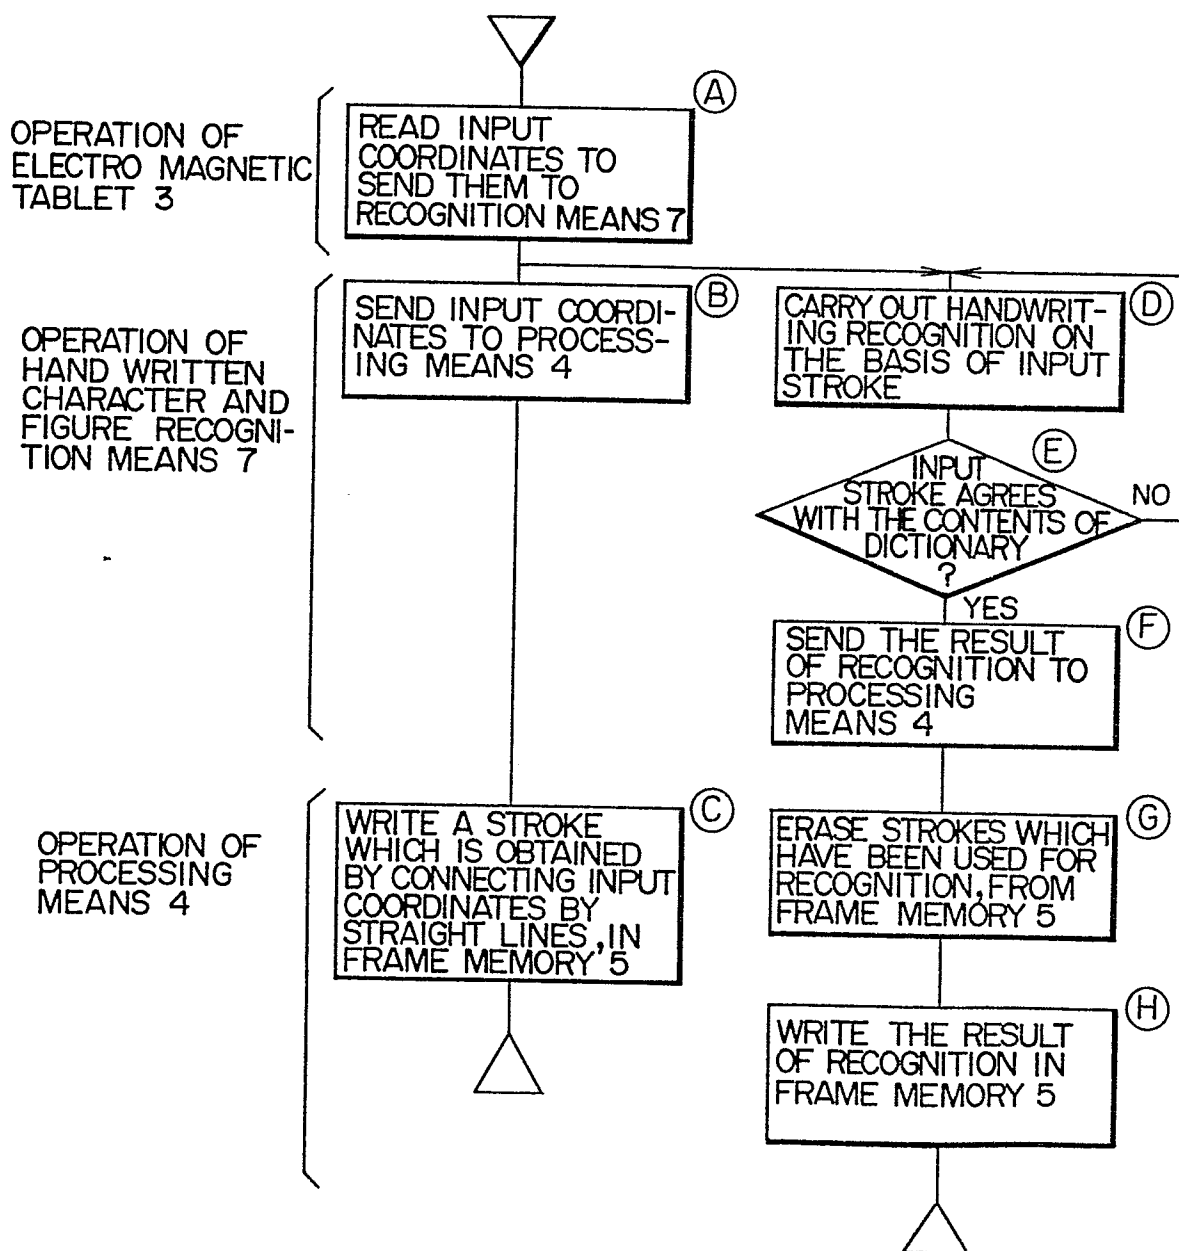 OPERATION OF
ELECTRO MAGNETIC
TABLET 3
A
READ INPUT
COORDINATES TO
SEND THEM TO
RECOGNITION MEANS 7
OPERATION OF
HAND WRITTEN
CHARACTER AND
FIGURE RECOGNI-
TION MEANS 7
B
SEND INPUT COORDI-
NATES TO PROCESS-
ING MEANS 4
D
CARRY OUT HANDWRIT-
ING RECOGNITION ON
THE BASIS OF INPUT
STROKE
E
INPUT
STROKE AGREES
WITH THE CONTENTS OF
DICTIONARY
?
NO
YES
F
SEND THE RESULT
OF RECOGNITION TO
PROCESSING
MEANS 4
OPERATION OF
PROCESSING
MEANS 4
C
WRITE A STROKE
WHICH IS OBTAINED
BY CONNECTING INPUT
COORDINATES BY
STRAIGHT LINES, IN
FRAME MEMORY 5
G
ERASE STROKES WHICH
HAVE BEEN USED FOR
RECOGNITION, FROM
FRAME MEMORY 5
H
WRITE THE RESULT
OF RECOGNITION IN
FRAME MEMORY 5